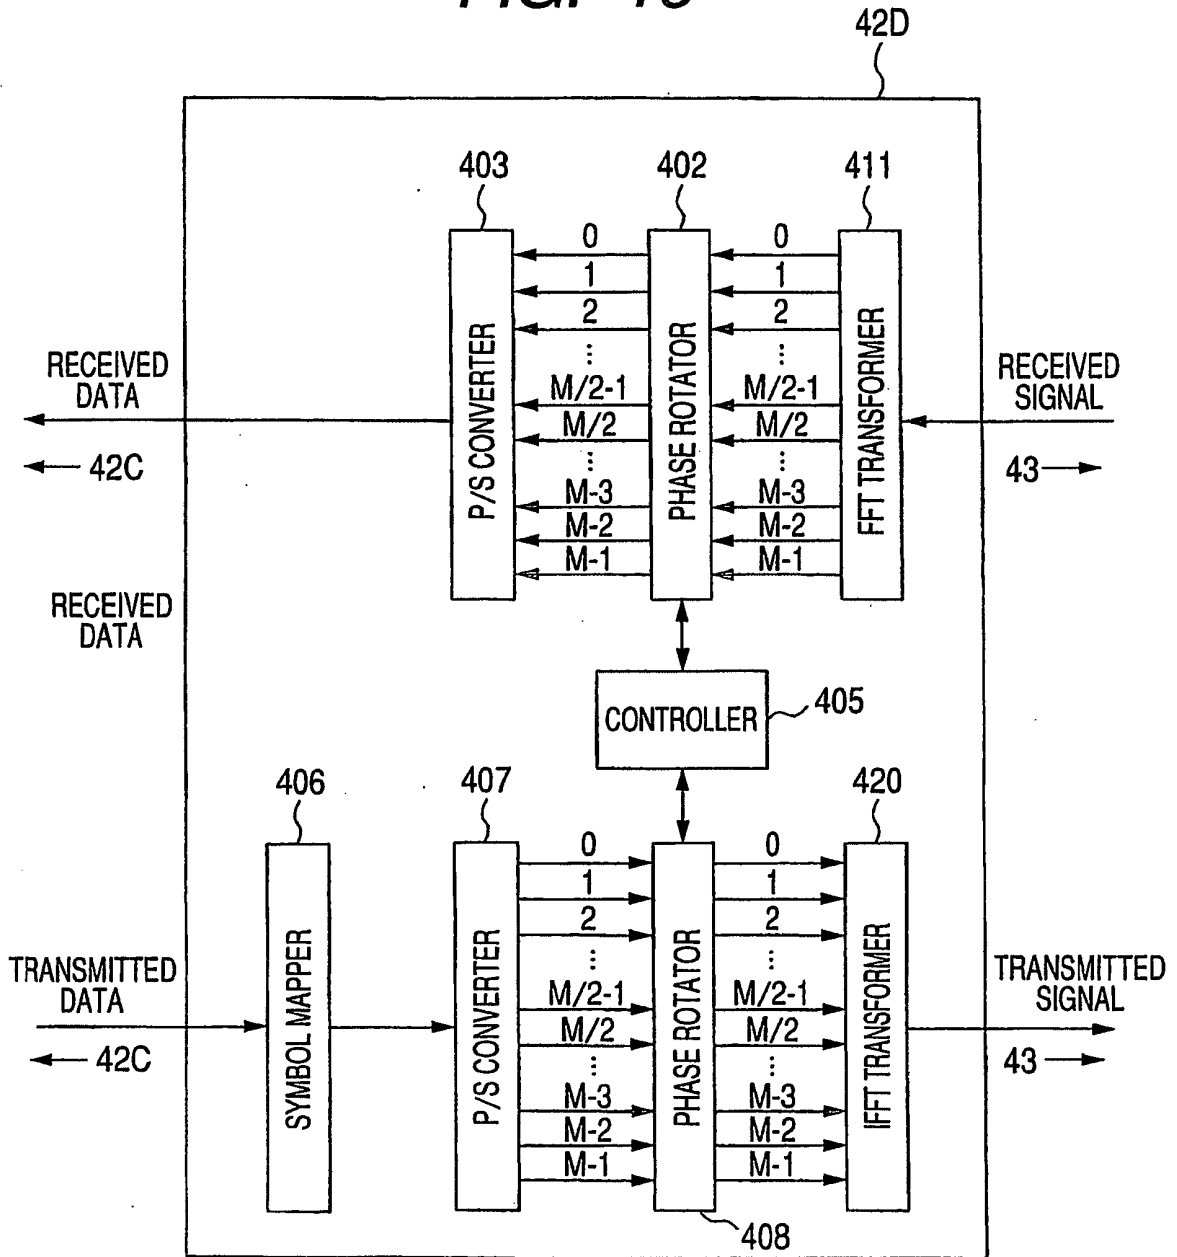 42D
403
402
411
0
0
1
1
2
2
...
...
M/2-1
M/2-1
M/2
M/2
...
...
M-3
M-3
M-2
M-2
M-1
M-1
P/S CONVERTER
PHASE ROTATOR
FFT TRANSFORMER
RECEIVED
DATA
42C
RECEIVED
SIGNAL
43
RECEIVED
DATA
CONTROLLER
405
406
407
420
0
0
1
1
2
2
...
...
M/2-1
M/2-1
M/2
M/2
...
...
M-3
M-3
M-2
M-2
M-1
M-1
SYMBOL MAPPER
P/S CONVERTER
PHASE ROTATOR
IFFT TRANSFORMER
TRANSMITTED
DATA
42C
TRANSMITTED
SIGNAL
43
408